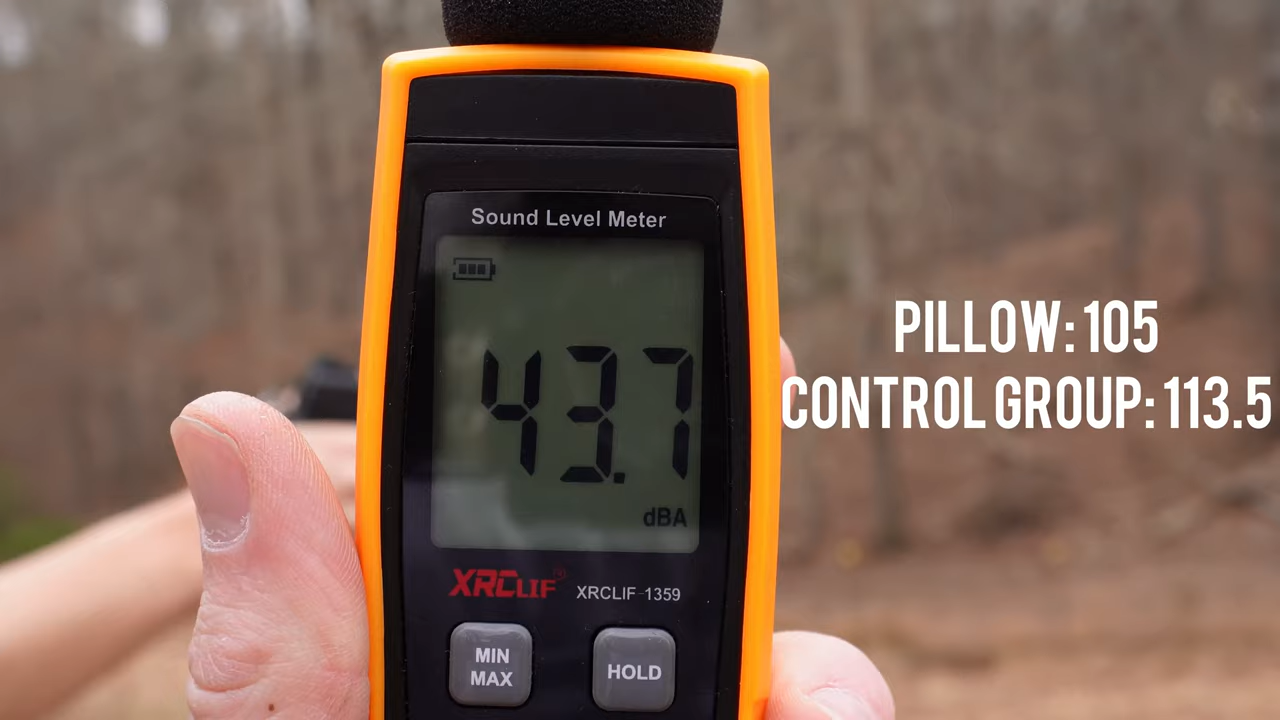 Sound Level Meter
43.7
dBA
XRCLIF
XRCLIF-1359
MIN
MAX
HOLD
PILLOW: 105
CONTROL GROUP: 113.5